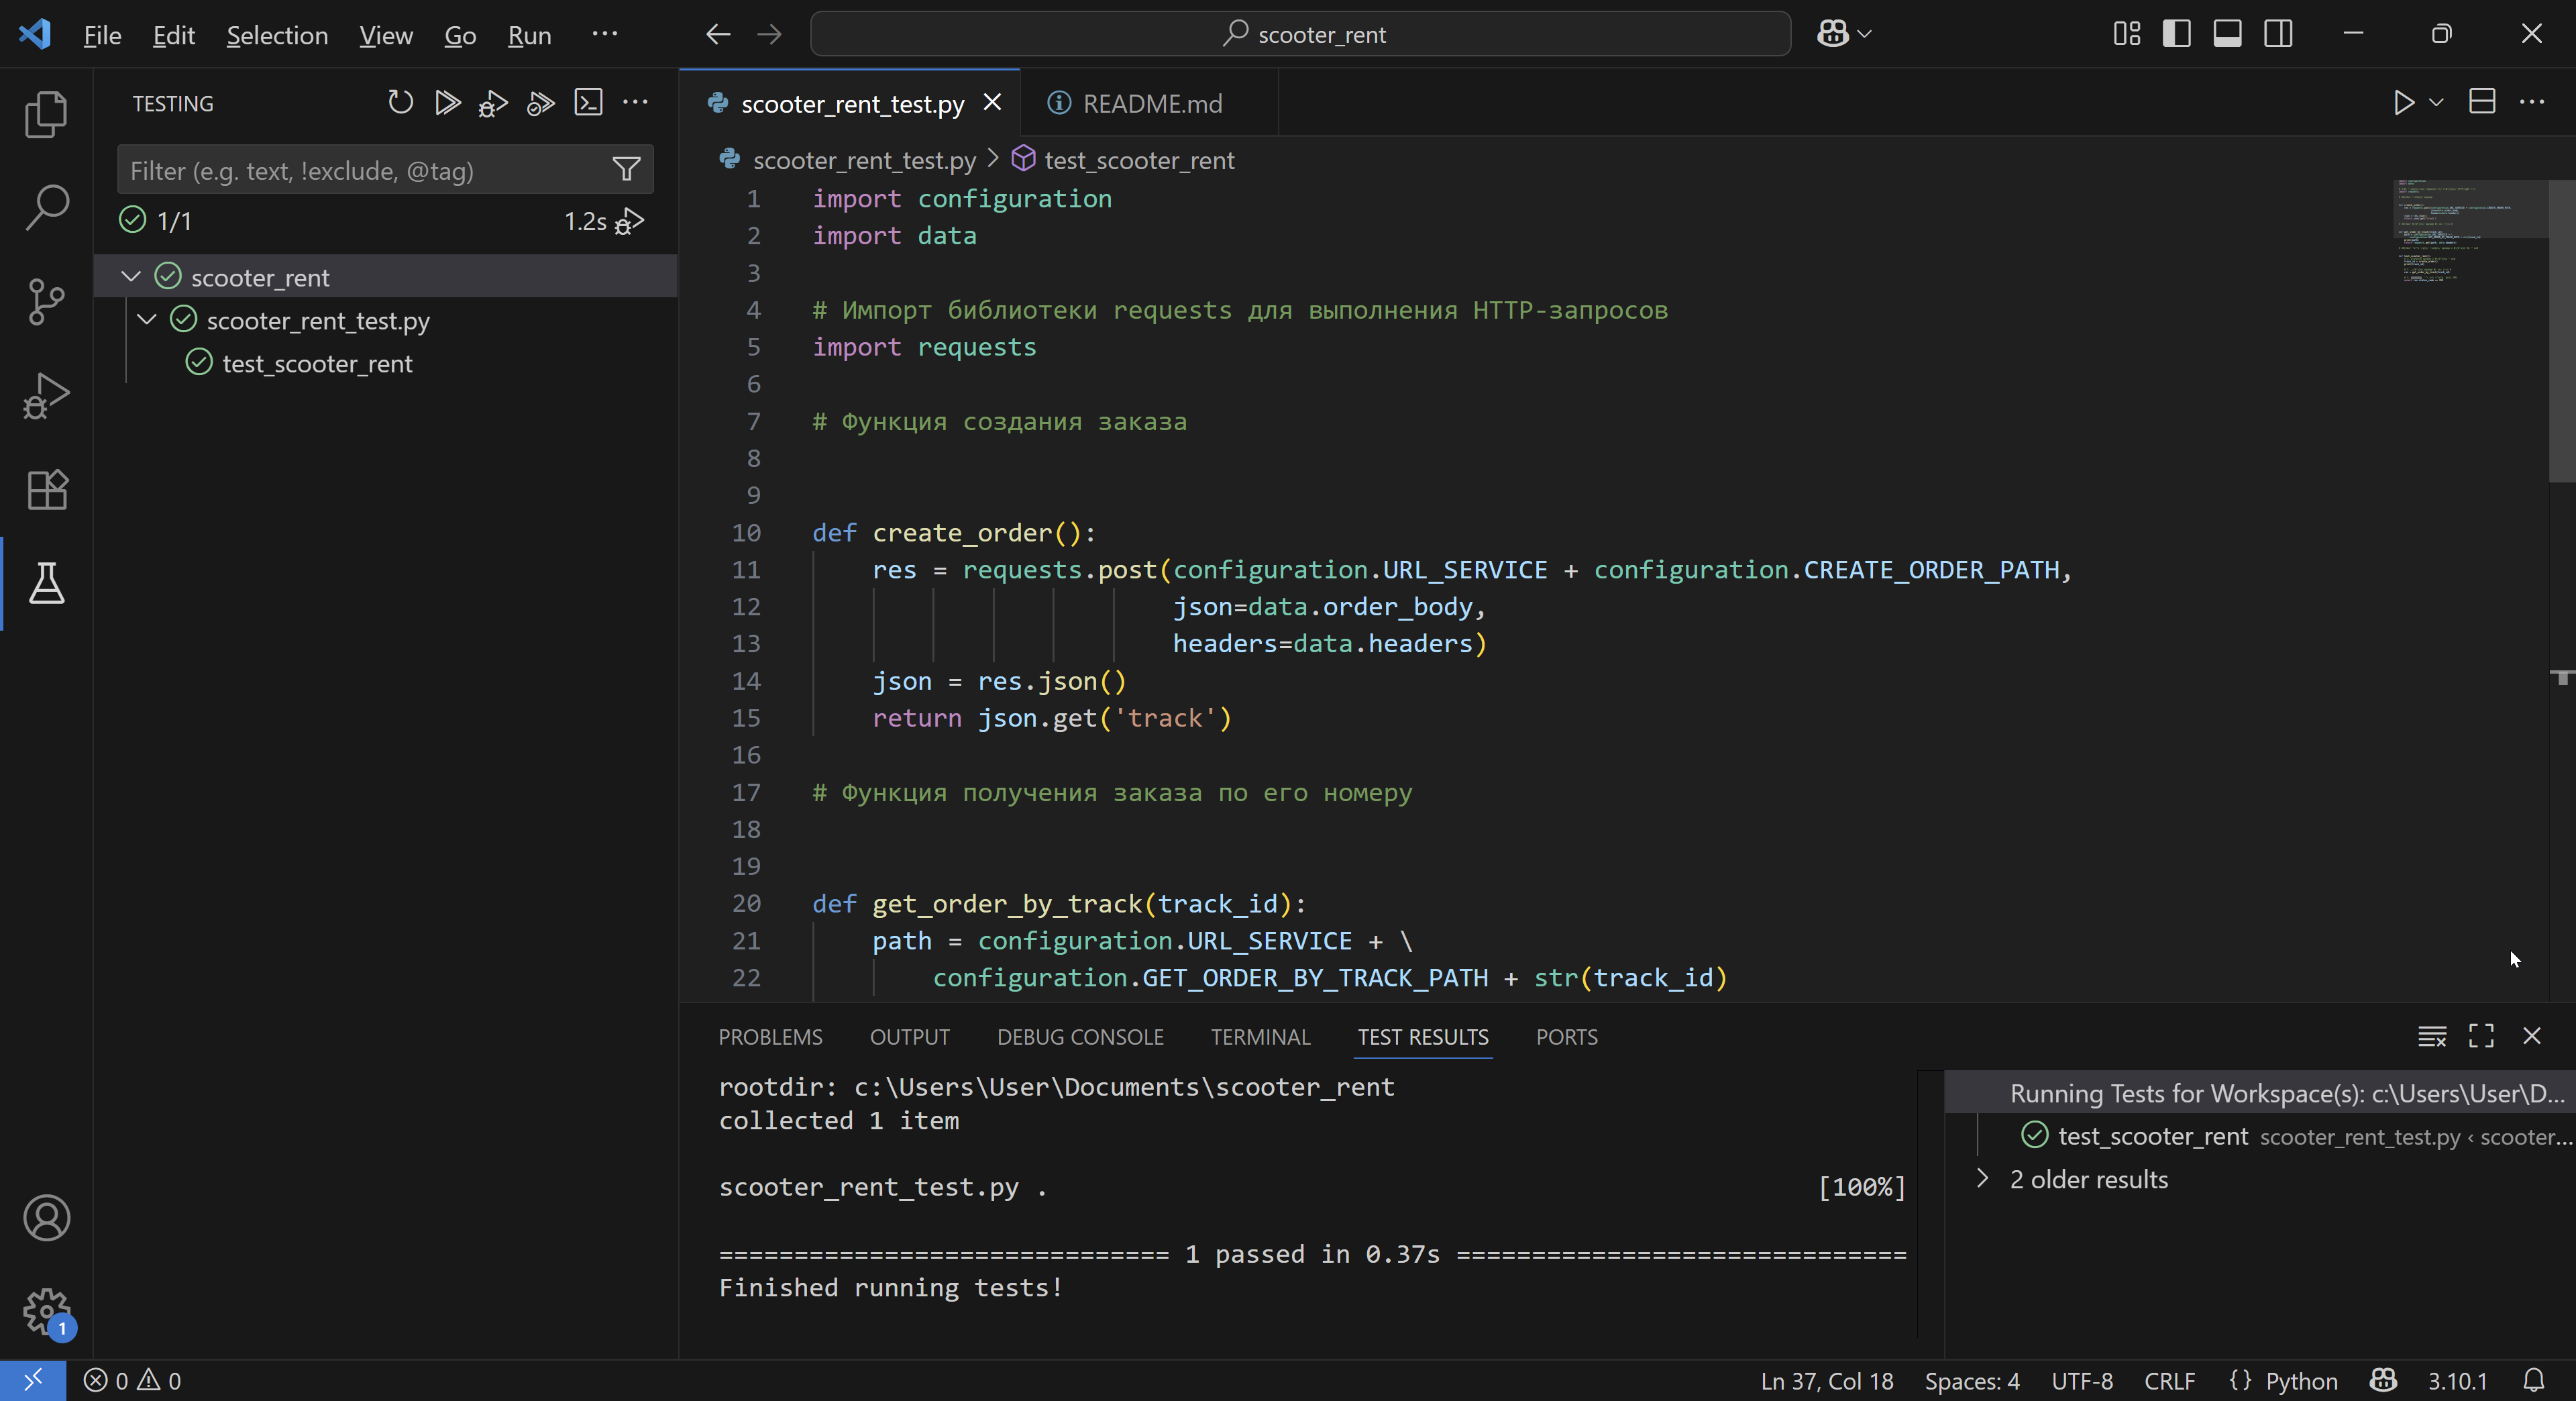 File Edit Selection View Go Run ··· scooter_rent
TESTING
Filter (e.g. text, !exclude, @tag)
1/1 1.2s
scooter_rent
scooter_rent_test.py
test_scooter_rent
scooter_rent_test.py README.md
scooter_rent_test.py > test_scooter_rent
1 import configuration
2 import data
3
4 # Импорт библиотеки requests для выполнения HTTP-запросов
5 import requests
6
7 # Функция создания заказа
8
9
10 def create_order():
11 res = requests.post(configuration.URL_SERVICE + configuration.CREATE_ORDER_PATH,
12 json=data.order_body,
13 headers=data.headers)
14 json = res.json()
15 return json.get('track')
16
17 # Функция получения заказа по его номеру
18
19
20 def get_order_by_track(track_id):
21 path = configuration.URL_SERVICE + \
22 configuration.GET_ORDER_BY_TRACK_PATH + str(track_id)
PROBLEMS OUTPUT DEBUG CONSOLE TERMINAL TEST RESULTS PORTS
rootdir: c:\Users\User\Documents\scooter_rent
collected 1 item
scooter_rent_test.py . [100%]
============================== 1 passed in 0.37s ==============================
Finished running tests!
Running Tests for Workspace(s): c:\Users\User\D...
test_scooter_rent scooter_rent_test.py ‹ scooter...
2 older results
1
0 0 Ln 37, Col 18 Spaces: 4 UTF-8 CRLF {} Python 3.10.1